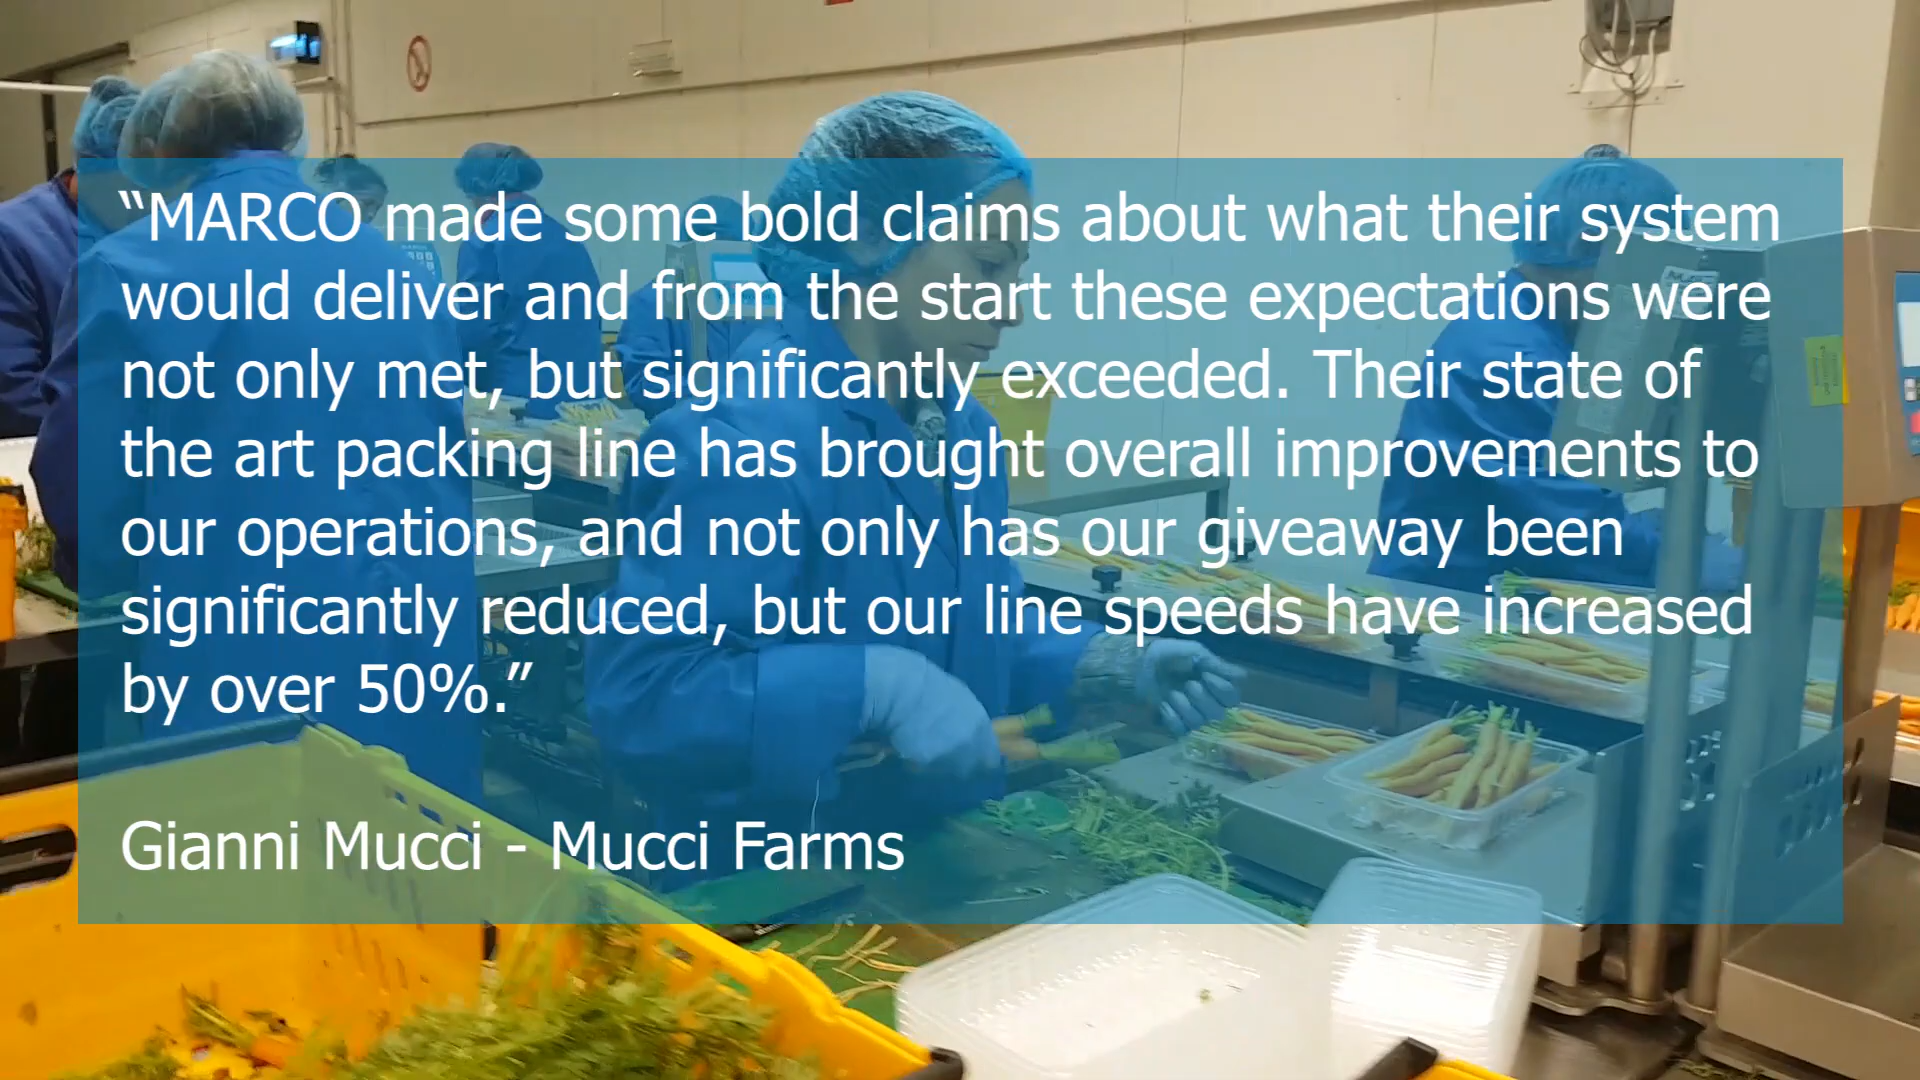 “MARCO made some bold claims about what their system
would deliver and from the start these expectations were
not only met, but significantly exceeded. Their state of
the art packing line has brought overall improvements to
our operations, and not only has our giveaway been
significantly reduced, but our line speeds have increased
by over 50%.”
Gianni Mucci - Mucci Farms